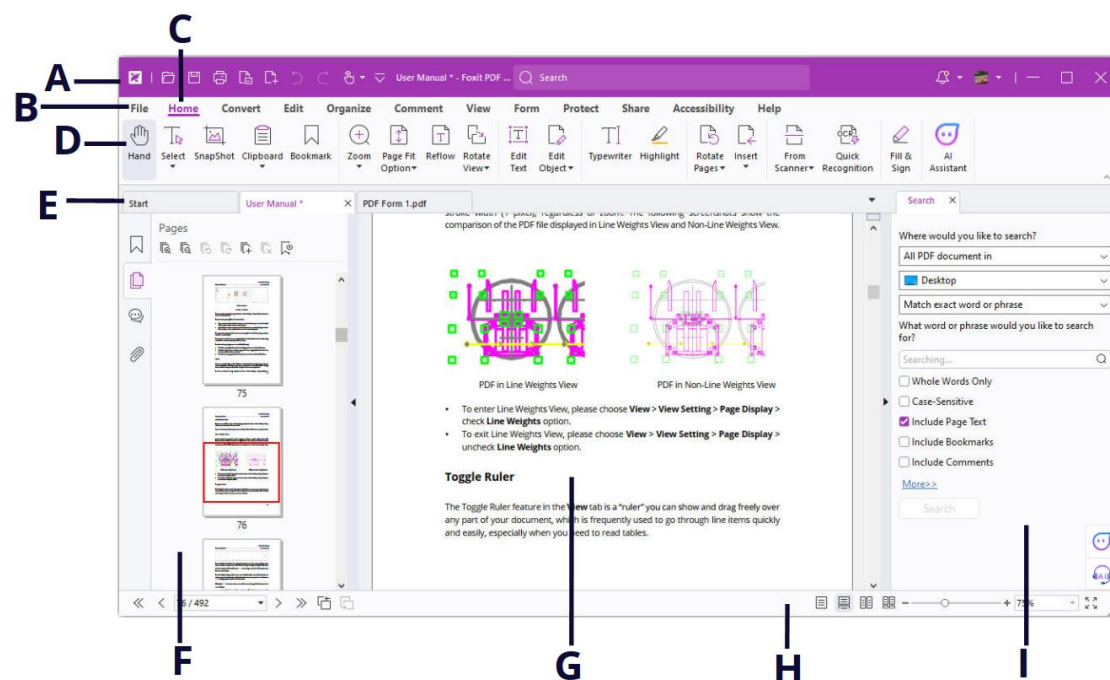 C
A
User Manual * - Foxit PDF ... Search
B
File Home Convert Edit Organize Comment View Form Protect Share Accessibility Help
D
Hand Select SnapShot Clipboard Bookmark Zoom Page Fit Option Reflow Rotate View Edit Text Edit Object Typewriter Highlight Rotate Pages Insert From Scanner OCR Quick Recognition Fill & Sign AI Assistant
E
Start User Manual * PDF Form 1.pdf Search
Pages
comparison of the PDF file displayed in Line Weights View and Non-Line Weights View.
PDF in Line Weights View PDF in Non-Line Weights View
• To enter Line Weights View, please choose View > View Setting > Page Display >
check Line Weights option.
• To exit Line Weights View, please choose View > View Setting > Page Display >
uncheck Line Weights option.
Toggle Ruler
The Toggle Ruler feature in the View tab is a “ruler” you can show and drag freely over
any part of your document, which is frequently used to go through line items quickly
and easily, especially when you need to read tables.
75
76
Where would you like to search?
All PDF document in
Desktop
Match exact word or phrase
What word or phrase would you like to search
for?
Searching...
Whole Words Only
Case-Sensitive
Include Page Text
Include Bookmarks
Include Comments
More>>
Search
/ 492
75%
F
G
H
I